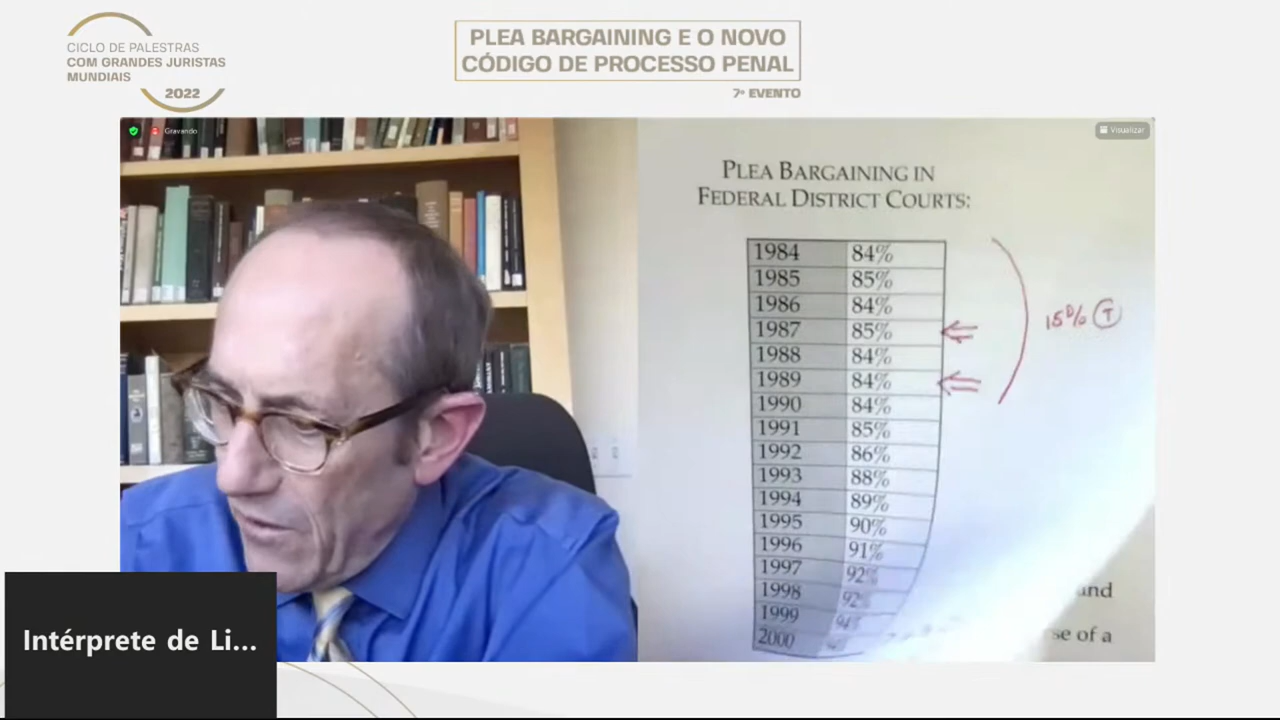 CICLO DE PALESTRAS
COM GRANDES JURISTAS
MUNDIAIS
2022
PLEA BARGAINING E O NOVO
CÓDIGO DE PROCESSO PENAL
7º EVENTO
Gravando
Visualizar
PLEA BARGAINING IN
FEDERAL DISTRICT COURTS:
1984 84%
1985 85%
1986 84%
1987 85%
1988 84%
1989 84%
1990 84%
1991 85%
1992 86%
1993 88%
1994 89%
1995 90%
1996 91%
1997 92%
1998 92%
1999 94%
2000
15% T
and
se of a
Intérprete de Li...